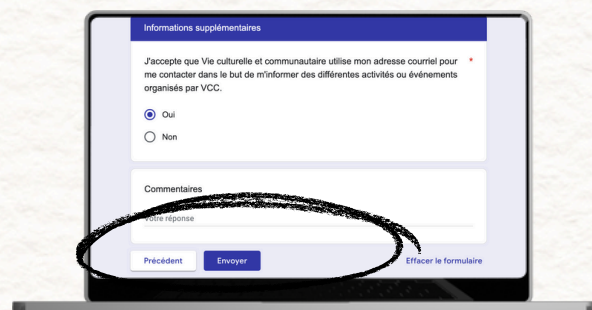 Informations supplémentaires
J'accepte que Vie culturelle et communautaire utilise mon adresse courriel pour *
me contacter dans le but de m'informer des différentes activités ou événements
organisés par VCC.
Oui
Non
Commentaires
Votre réponse
Précédent Envoyer Effacer le formulaire